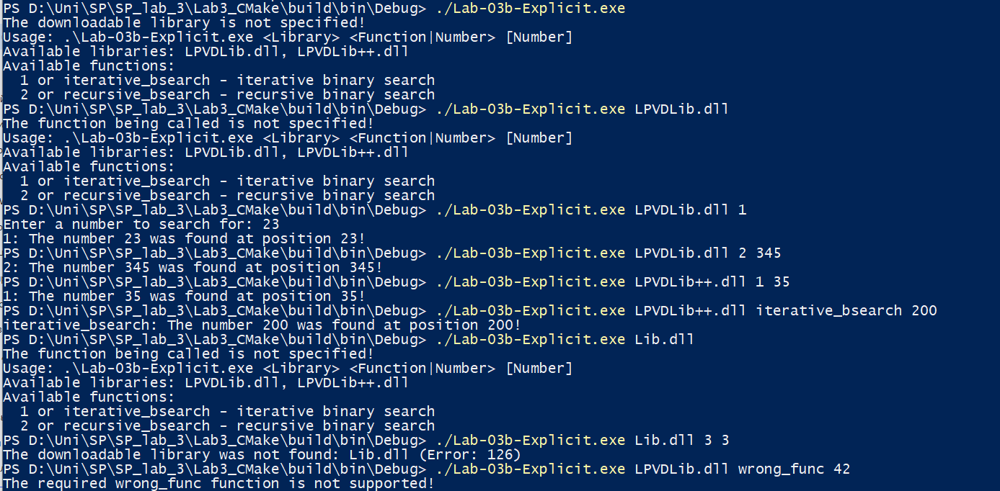 PS D:\Uni\SP\SP_lab_3\Lab3_CMake\build\bin\Debug> ./Lab-03b-Explicit.exe
The downloadable library is not specified!
Usage: .\Lab-03b-Explicit.exe <Library> <Function|Number> [Number]
Available libraries: LPVDLib.dll, LPVDLib++.dll
Available functions:
  1 or iterative_bsearch - iterative binary search
  2 or recursive_bsearch - recursive binary search
PS D:\Uni\SP\SP_lab_3\Lab3_CMake\build\bin\Debug> ./Lab-03b-Explicit.exe LPVDLib.dll
The function being called is not specified!
Usage: .\Lab-03b-Explicit.exe <Library> <Function|Number> [Number]
Available libraries: LPVDLib.dll, LPVDLib++.dll
Available functions:
  1 or iterative_bsearch - iterative binary search
  2 or recursive_bsearch - recursive binary search
PS D:\Uni\SP\SP_lab_3\Lab3_CMake\build\bin\Debug> ./Lab-03b-Explicit.exe LPVDLib.dll 1
Enter a number to search for: 23
1: The number 23 was found at position 23!
PS D:\Uni\SP\SP_lab_3\Lab3_CMake\build\bin\Debug> ./Lab-03b-Explicit.exe LPVDLib.dll 2 345
2: The number 345 was found at position 345!
PS D:\Uni\SP\SP_lab_3\Lab3_CMake\build\bin\Debug> ./Lab-03b-Explicit.exe LPVDLib++.dll 1 35
1: The number 35 was found at position 35!
PS D:\Uni\SP\SP_lab_3\Lab3_CMake\build\bin\Debug> ./Lab-03b-Explicit.exe LPVDLib++.dll iterative_bsearch 200
iterative_bsearch: The number 200 was found at position 200!
PS D:\Uni\SP\SP_lab_3\Lab3_CMake\build\bin\Debug> ./Lab-03b-Explicit.exe Lib.dll
The function being called is not specified!
Usage: .\Lab-03b-Explicit.exe <Library> <Function|Number> [Number]
Available libraries: LPVDLib.dll, LPVDLib++.dll
Available functions:
  1 or iterative_bsearch - iterative binary search
  2 or recursive_bsearch - recursive binary search
PS D:\Uni\SP\SP_lab_3\Lab3_CMake\build\bin\Debug> ./Lab-03b-Explicit.exe Lib.dll 3 3
The downloadable library was not found: Lib.dll (Error: 126)
PS D:\Uni\SP\SP_lab_3\Lab3_CMake\build\bin\Debug> ./Lab-03b-Explicit.exe LPVDLib.dll wrong_func 42
The required wrong_func function is not supported!